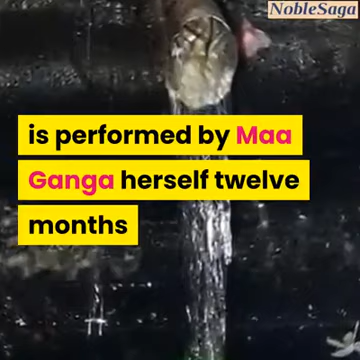 NobleSaga
is performed by Maa
Ganga herself twelve
months